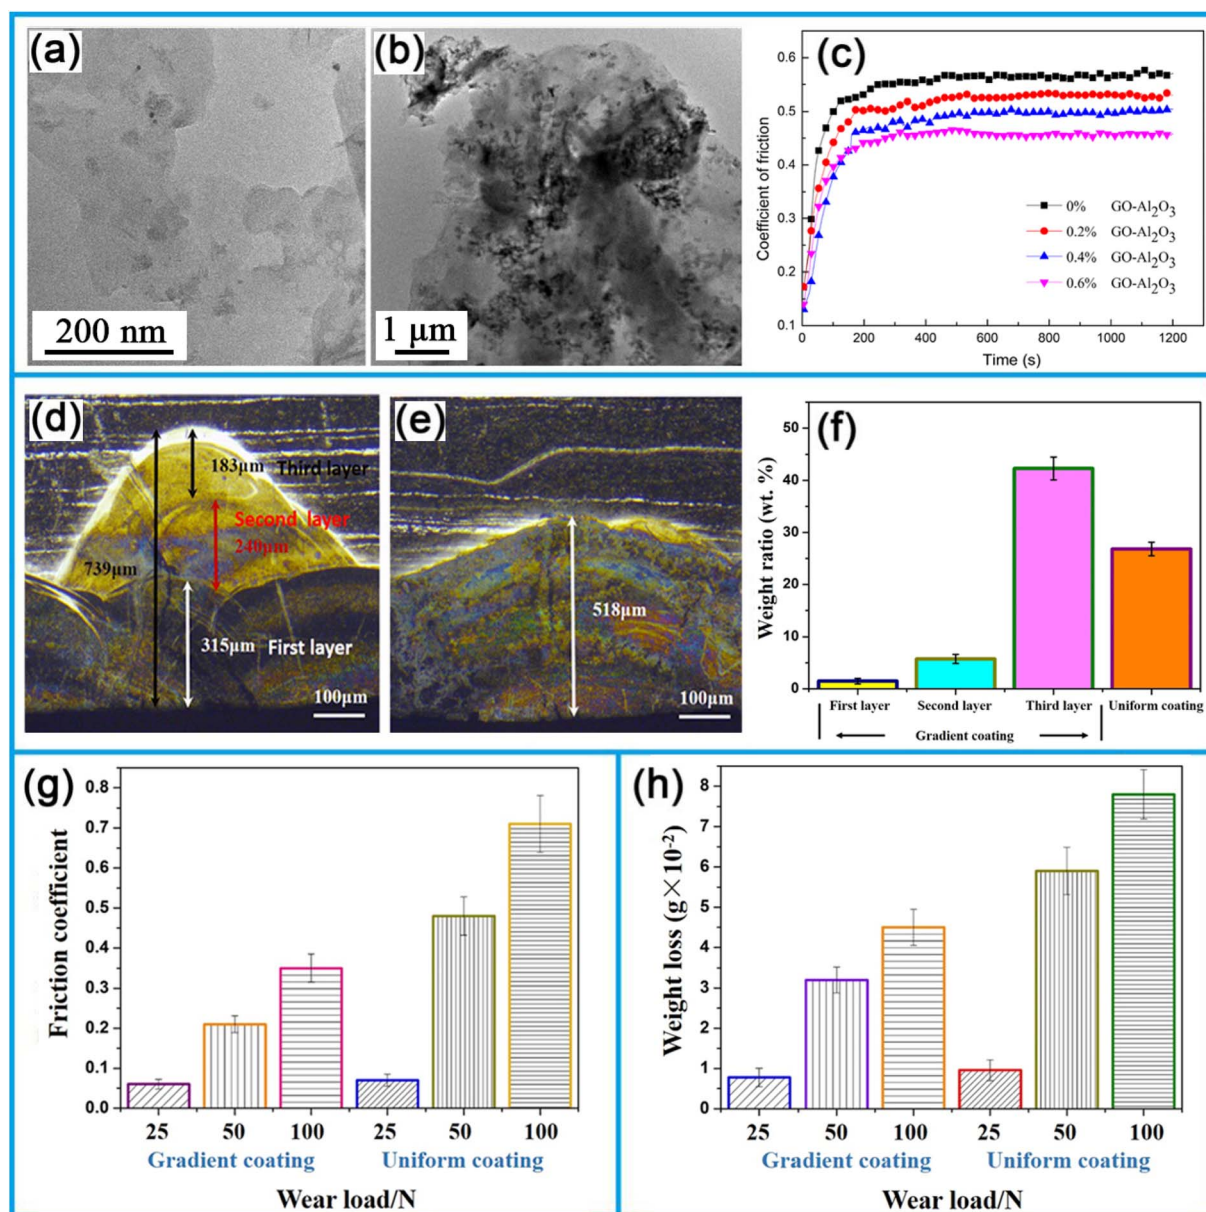 (a)
200 nm
(b)
1 μm
(c)
Coefficient of friction
0.6
0.5
0.4
0.3
0.2
0.1
0% GO-Al2O3
0.2% GO-Al2O3
0.4% GO-Al2O3
0.6% GO-Al2O3
0 200 400 600 800 1000 1200
Time (s)
(d)
183μm Third layer
Second layer
240μm
739μm
315μm First layer
100μm
(e)
518μm
100μm
(f)
Weight ratio (wt. %)
50
40
30
20
10
0
First layer Second layer Third layer Uniform coating
Gradient coating
(g)
Friction coefficient
0.8
0.7
0.6
0.5
0.4
0.3
0.2
0.1
0.0
25 50 100 25 50 100
Gradient coating Uniform coating
Wear load/N
(h)
Weight loss (g×10-2)
8
7
6
5
4
3
2
1
0
25 50 100 25 50 100
Gradient coating Uniform coating
Wear load/N